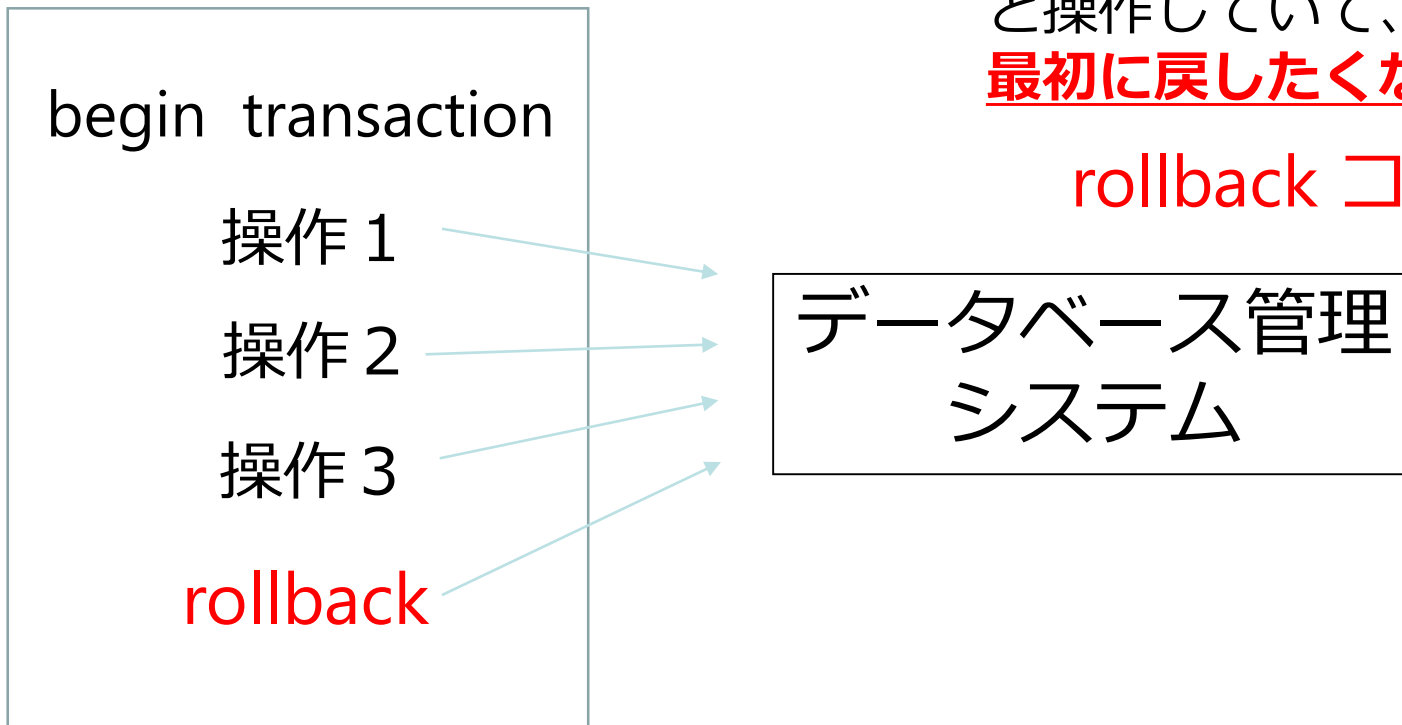 begin transaction
操作1
操作2
操作3
rollback
と操作していて、
最初に戻したくな
rollback コ
データベース管理
システム